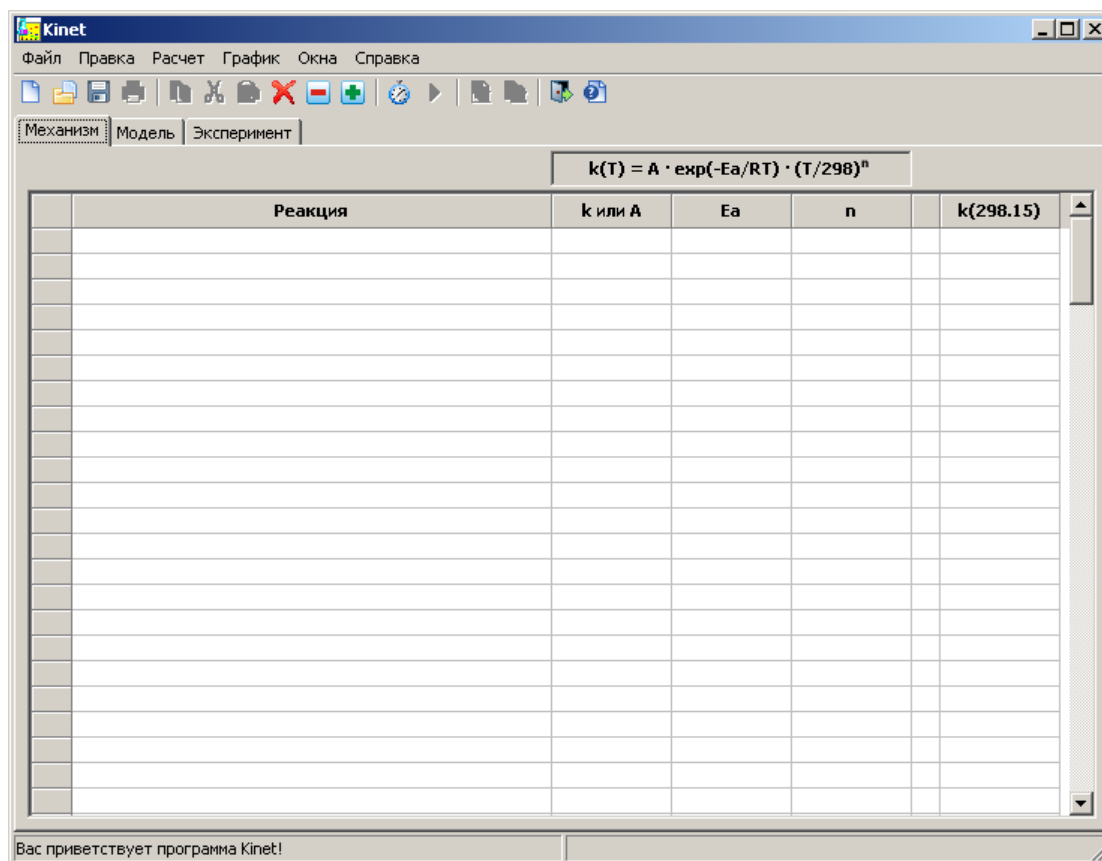 Kinet
Файл Правка Расчет График Окна Справка
Механизм Модель Эксперимент
k(T) = A · exp(-Ea/RT) · (T/298)ⁿ
Реакция k или A Ea n k(298.15)
Вас приветствует программа Kinet!